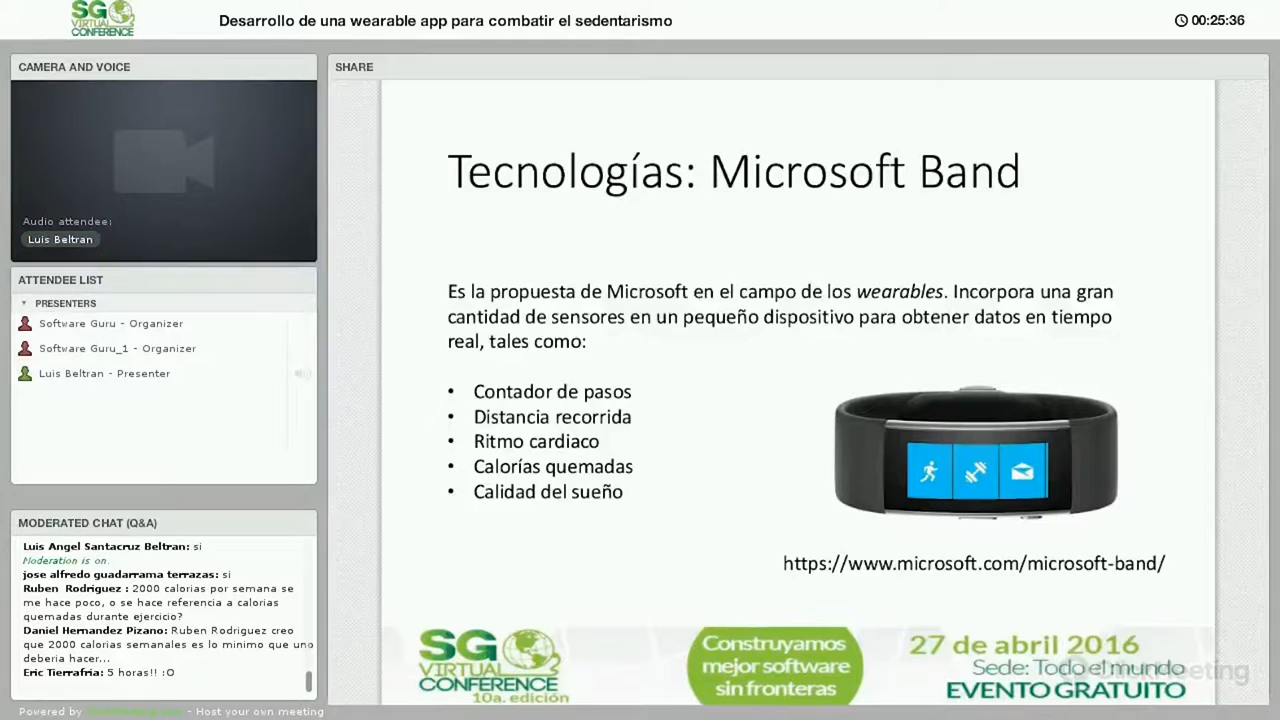 SG
VIRTUAL
CONFERENCE
Desarrollo de una wearable app para combatir el sedentarismo
00:25:36
CAMERA AND VOICE
Audio attendee:
Luis Beltran
ATTENDEE LIST
PRESENTERS
Software Guru - Organizer
Software Guru_1 - Organizer
Luis Beltran - Presenter
MODERATED CHAT (Q&A)
Luis Angel Santacruz Beltran: si
Moderation is on.
jose alfredo guadarrama terrazas: si
Ruben Rodriguez : 2000 calorias por semana se
me hace poco, o se hace referencia a calorias
quemadas durante ejercicio?
Daniel Hernandez Pizano: Ruben Rodriguez creo
que 2000 calorias semanales es lo minimo que uno
deberia hacer...
Eric Tierrafria: 5 horas!! :O
Powered by ClickMeeting.com - Host your own meeting
SHARE
Tecnologías: Microsoft Band
Es la propuesta de Microsoft en el campo de los wearables. Incorpora una gran
cantidad de sensores en un pequeño dispositivo para obtener datos en tiempo
real, tales como:
• Contador de pasos
• Distancia recorrida
• Ritmo cardiaco
• Calorías quemadas
• Calidad del sueño
https://www.microsoft.com/microsoft-band/
SG
VIRTUAL
CONFERENCE
10a. edición
Construyamos
mejor software
sin fronteras
27 de abril 2016
Sede: Todo el mundo
EVENTO GRATUITO
ClickMeeting